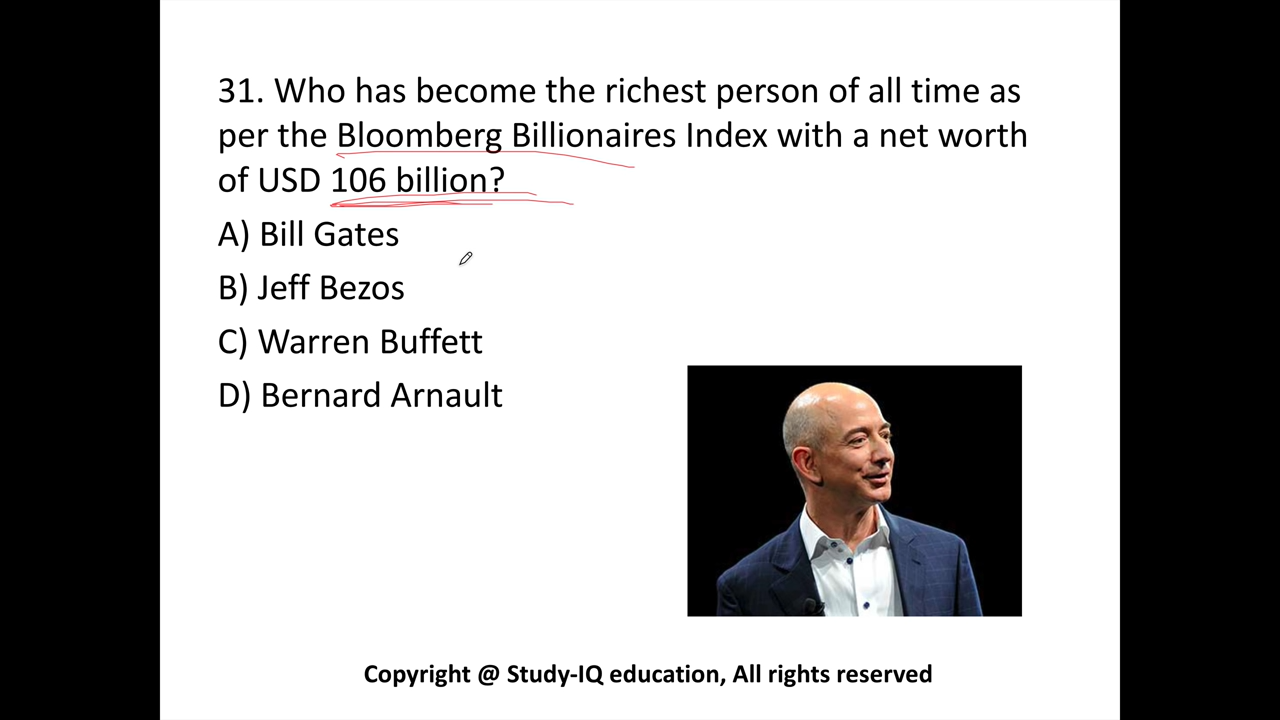 31. Who has become the richest person of all time as
per the Bloomberg Billionaires Index with a net worth
of USD 106 billion?
A) Bill Gates
B) Jeff Bezos
C) Warren Buffett
D) Bernard Arnault
Copyright @ Study-IQ education, All rights reserved